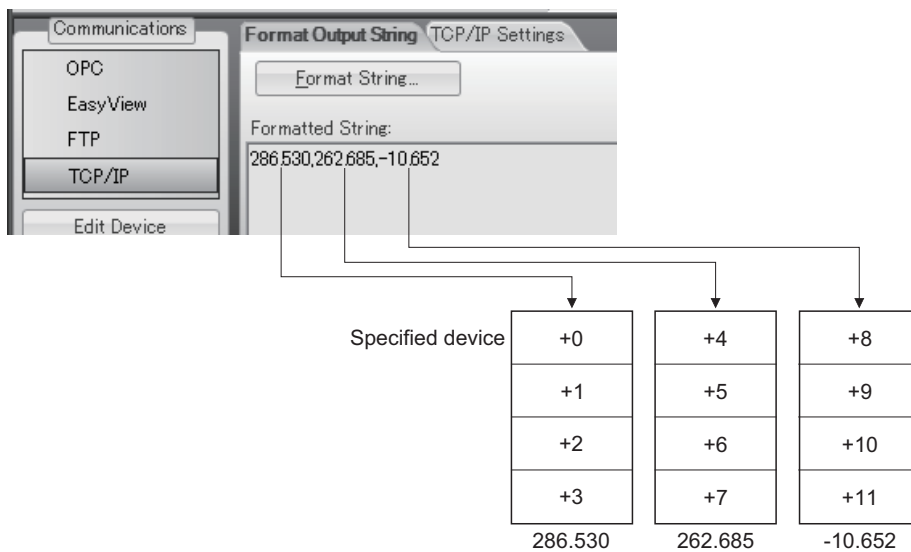 Communications
OPC
EasyView
FTP
TCP/IP
Edit Device
Format Output String TCP/IP Settings
Format String...
Formatted String:
286.530,262.685,-10.652
Specified device +0 +4 +8
+1 +5 +9
+2 +6 +10
+3 +7 +11
286.530 262.685 -10.652